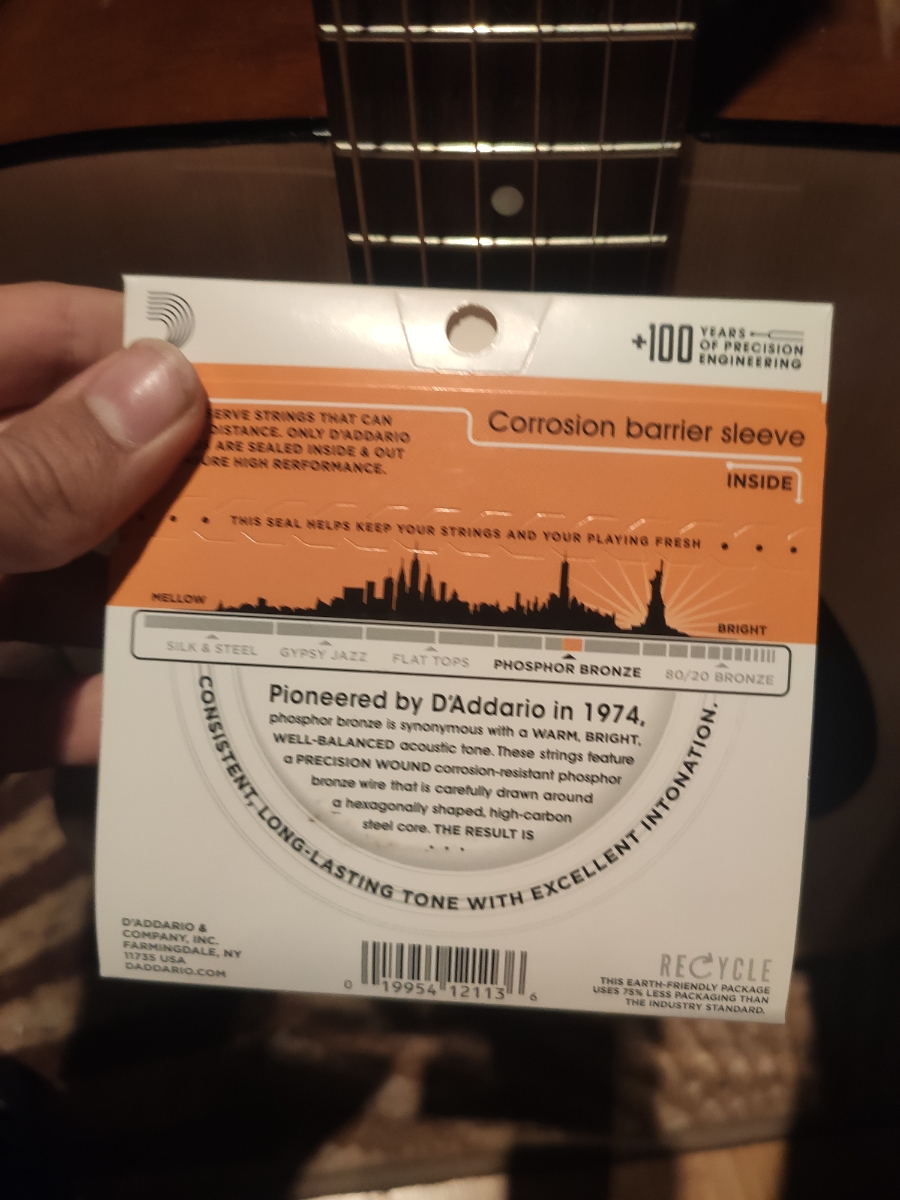 +100 YEARS
OF PRECISION
ENGINEERING
SERVE STRINGS THAT CAN
DISTANCE. ONLY D'ADDARIO
ARE SEALED INSIDE & OUT
RERFORMANCE.
HIGH
Corrosion barrier sleeve
INSIDE
THIS SEAL HELPS KEEP YOUR STRINGS AND YOUR PLAYING FRESH
MELLOW
BRIGHT
SILK & STEEL
GYPSY JAZZ
FLAT TOPS
PHOSPHOR BRONZE
80/20 BRONZE
Pioneered by D'Addario in 1974,
phosphor bronze is synonymous with a WARM, BRIGHT,
WELL-BALANCED acoustic tone. These strings feature
a PRECISION WOUND corrosion-resistant phosphor
bronze wire that is carefully drawn around
a hexagonally shaped, high-carbon
steel core. THE RESULT IS
...
CONSISTENT, LONG-LASTING TONE WITH EXCELLENT INTONATION.
D'ADDARIO &
COMPANY, INC.
FARMINGDALE, NY
11735 USA
DADDARIO.COM
0 19954 12113 6
RECYCLE
THIS EARTH-FRIENDLY PACKAGE
USES 75% LESS PACKAGING THAN
THE INDUSTRY STANDARD.